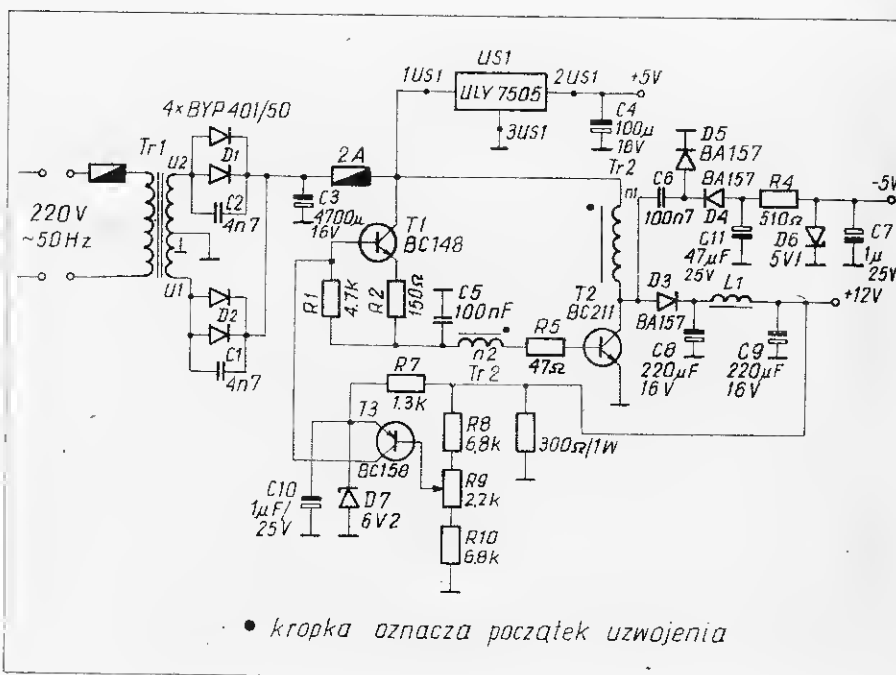 US1
1US1
2US1
+5V
ULY 7505
3US1
C4
100μ
16V
4×BYP401/50
Tr1
U2
D1
C2
4n7
2A
C3
4700μ
16V
220V
~50Hz
U1
D2
C1
4n7
T1
BC148
R1
4.7k
R2
150Ω
C5
100nF
n2
Tr2
R5
47Ω
Tr2
n1
T2
BC211
D5
BA157
C6
100n
BA157
D4
R4
510Ω
-5V
C11
47μF
25V
D6
5V1
C7
1μ
25V
D3
BA157
L1
+12V
C8
220μF
16V
C9
220μF
16V
R7
1.3k
T3
BC158
R8
6,8k
300Ω/1W
R9
2,2k
C10
1μF/
25V
D7
6V2
R10
6,8k
• kropka oznacza początek uzwojenia